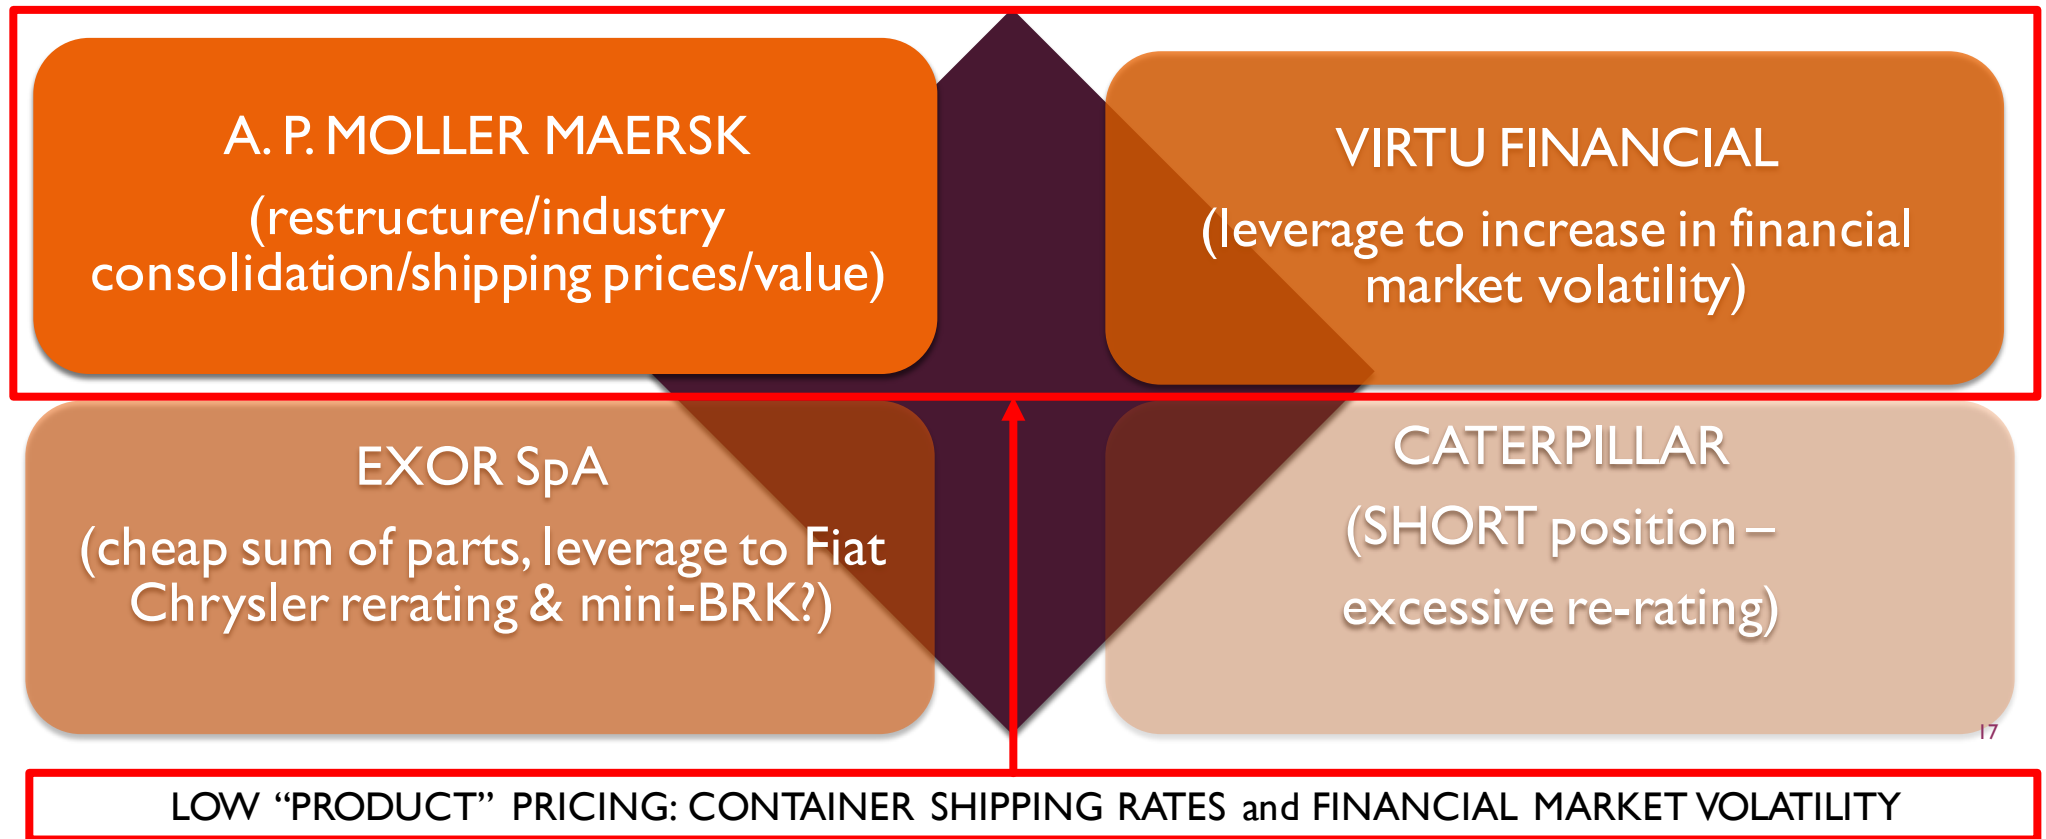 A. P. MOLLER MAERSK
(restructure/industry
consolidation/shipping prices/value)
VIRTU FINANCIAL
(leverage to increase in financial
market volatility)
EXOR SpA
(cheap sum of parts, leverage to Fiat
Chrysler rerating & mini-BRK?)
CATERPILLAR
(SHORT position –
excessive re-rating)
17
LOW “PRODUCT” PRICING: CONTAINER SHIPPING RATES and FINANCIAL MARKET VOLATILITY